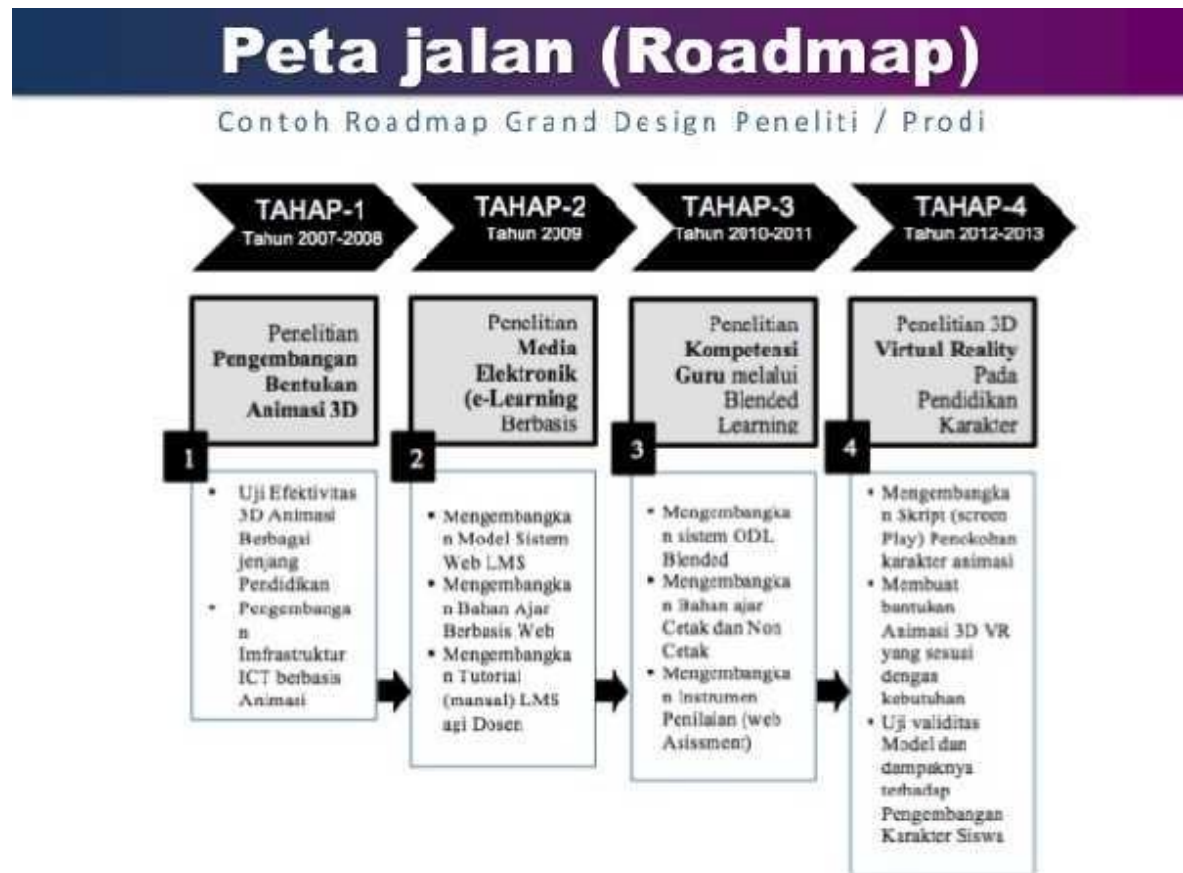 Peta jalan (Roadmap)
Contoh Roadmap Grand Design Peneliti / Prodi
TAHAP-1
Tahun 2007-2008
TAHAP-2
Tahun 2009
TAHAP-3
Tahun 2010-2011
TAHAP-4
Tahun 2012-2013
Penelitian
Pengembangan
Bentukan
Animasi 3D
1
• Uji Efektivitas
3D Animasi
Berbagai
jenjang
Pendidikan
• Pengembanga
n
Imfrastruktur
ICT berbasis
Animasi
Penelitian
Media
Elektronik
(e-Learning
Berbasis
2
• Mengembangka
n Model Sistem
Web LMS
• Mengembangka
n Bahan Ajar
Berbasis Web
• Mengembangka
n Tutorial
(manual) LMS
agi Dosen
Penelitian
Kompetensi
Guru melalui
Blended
Learning
3
• Mengembangka
n sistem ODL
Blended
• Mengembangka
n Bahan ajar
Cetak dan Non
Cetak
• Mengembangka
n Instrumen
Penilaian (web
Asissment)
Penelitian 3D
Virtual Reality
Pada
Pendidikan
Karakter
4
• Mengembangka
n Skript (screen
Play) Penokohan
karakter animasi
• Membuat
bantukan
Animasi 3D VR
yang sesuai
dengan
kebutuhan
• Uji validitas
Model dan
dampaknya
terhadap
Pengembangan
Karakter Siswa